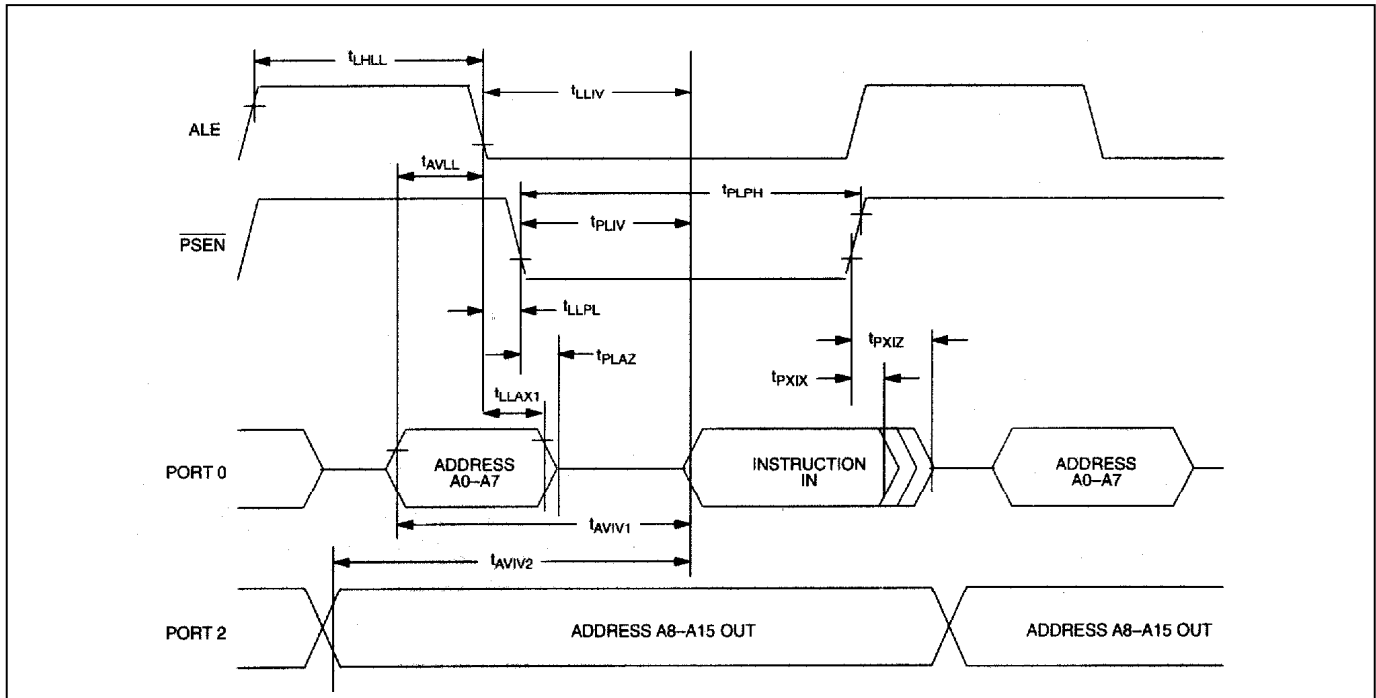 tLHLL
tLLIV
ALE
tAVLL
tPLPH
PSEN
tPLIV
tLLPL
tPLAZ
tPXIZ
tPXIX
tLLAX1
PORT 0
ADDRESS
A0–A7
INSTRUCTION
IN
ADDRESS
A0–A7
tAVIV1
tAVIV2
PORT 2
ADDRESS A8–A15 OUT
ADDRESS A8–A15 OUT